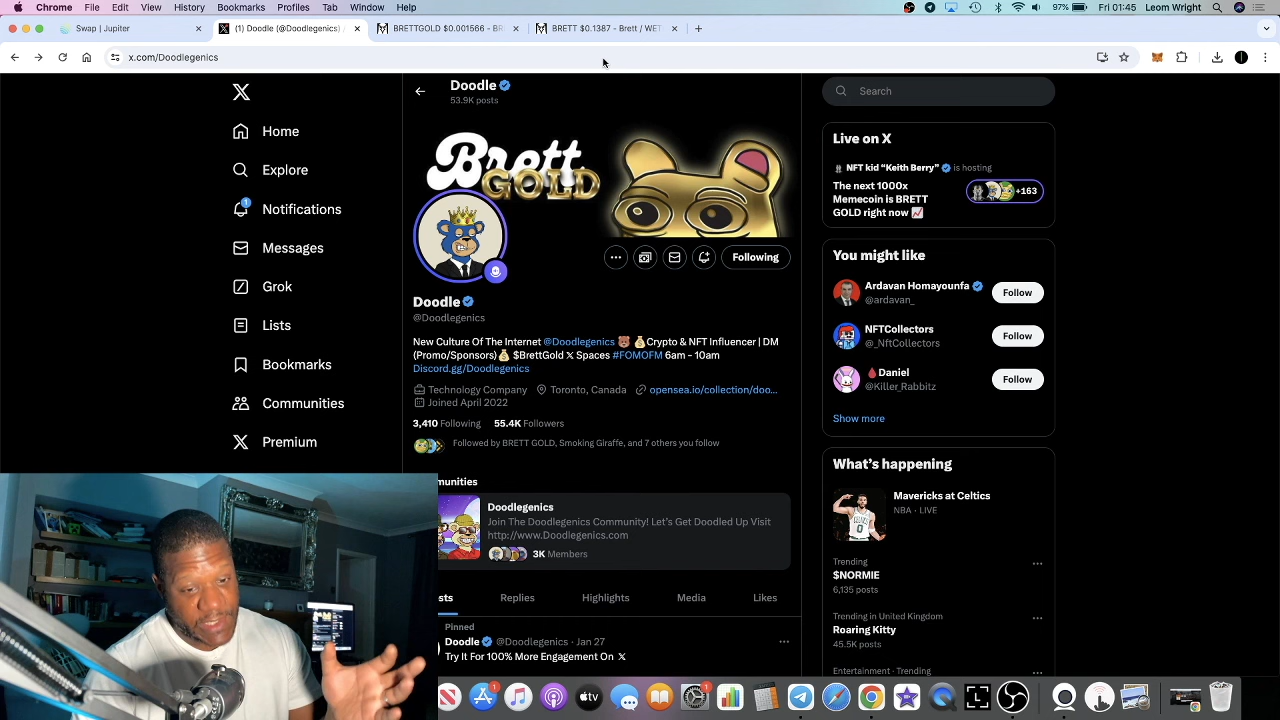 Chrome File Edit View History Bookmarks Profiles Tab Window Help
97% Fri 01:45 Leom Wright
Swap | Jupiter
(1) Doodle (@Doodlegenics) /
BRETTGOLD $0.001566 - BR
BRETT $0.1387 - Brett / WET
x.com/Doodlegenics
Doodle
53.9K posts
Home
Explore
1
Notifications
Messages
Grok
Lists
Bookmarks
Communities
Premium
Brett
GOLD
Following
Doodle
@Doodlegenics
New Culture Of The Internet @Doodlegenics 🐻 💰Crypto & NFT Influencer | DM
(Promo/Sponsors)💰 $BrettGold 𝕏 Spaces #FOMOFM 6am - 10am
Discord.gg/Doodlegenics
Technology Company Toronto, Canada opensea.io/collection/doo...
Joined April 2022
3,410 Following 55.4K Followers
Followed by BRETT GOLD, Smoking Giraffe, and 7 others you follow
munities
Doodlegenics
Join The Doodlegenics Community! Let's Get Doodled Up Visit
http://www.Doodlegenics.com
3K Members
sts Replies Highlights Media Likes
Pinned
Doodle @Doodlegenics · Jan 27
Try It For 100% More Engagement On 𝕏
Search
Live on X
NFT kid "Keith Berry" is hosting
The next 1000x
Memecoin is BRETT
GOLD right now 📈
+163
You might like
Ardavan Homayounfa
@ardavan_
Follow
NFTCollectors
@_NftCollectors
Follow
🩸Daniel
@Killer_Rabbitz
Follow
Show more
What's happening
Mavericks at Celtics
NBA · LIVE
Trending
$NORMIE
6,135 posts
Trending in United Kingdom
Roaring Kitty
45.5K posts
Entertainment · Trending
tv